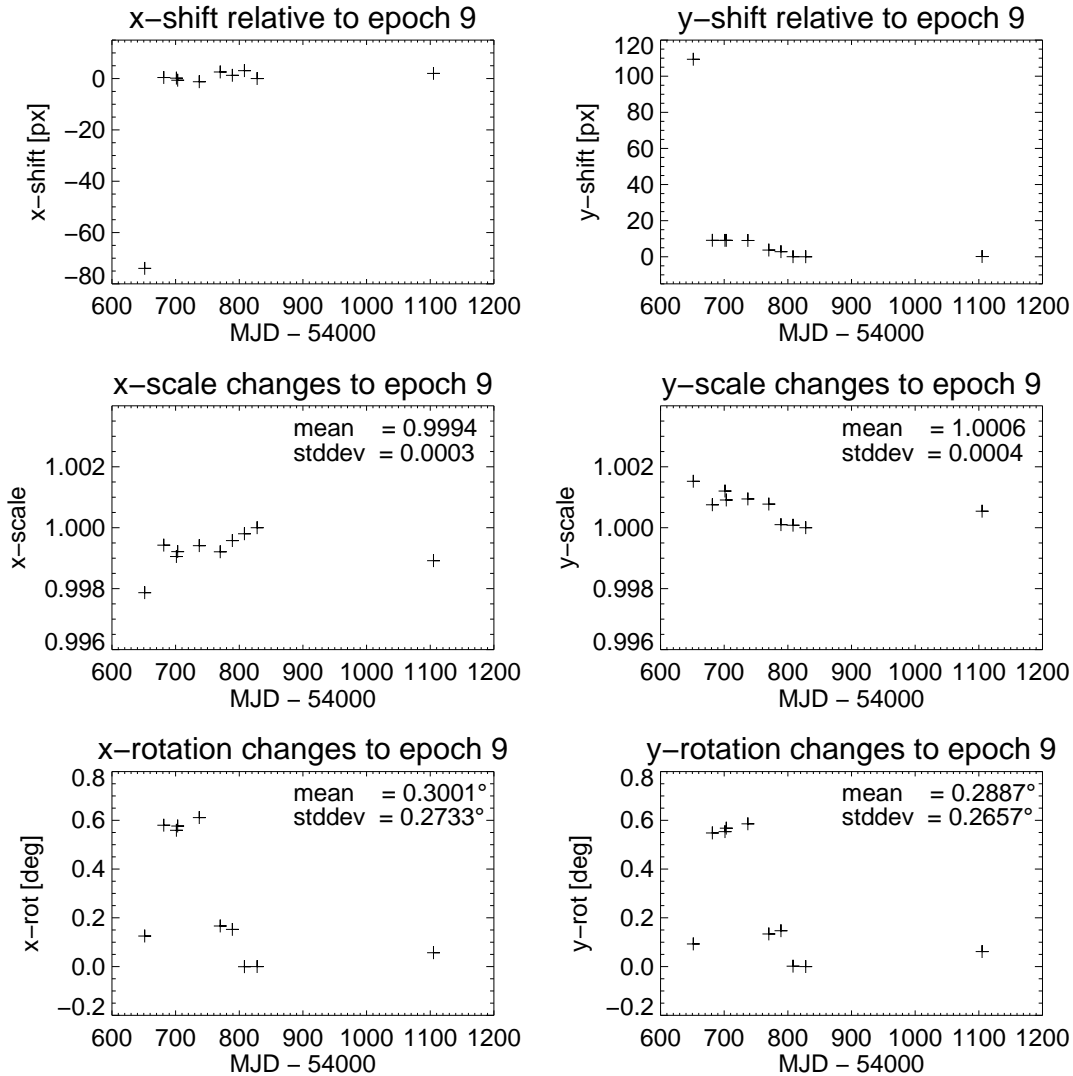 x−shift relative to epoch 9
0
−20
−40
−60
−80
x−shift [px]
600 700 800 900 1000 1100 1200
MJD − 54000
y−shift relative to epoch 9
120
100
80
60
40
20
0
y−shift [px]
600 700 800 900 1000 1100 1200
MJD − 54000
x−scale changes to epoch 9
mean = 0.9994
stddev = 0.0003
1.002
1.000
0.998
0.996
x−scale
600 700 800 900 1000 1100 1200
MJD − 54000
y−scale changes to epoch 9
mean = 1.0006
stddev = 0.0004
1.002
1.000
0.998
0.996
y−scale
600 700 800 900 1000 1100 1200
MJD − 54000
x−rotation changes to epoch 9
mean = 0.3001°
stddev = 0.2733°
0.8
0.6
0.4
0.2
0.0
−0.2
x−rot [deg]
600 700 800 900 1000 1100 1200
MJD − 54000
y−rotation changes to epoch 9
mean = 0.2887°
stddev = 0.2657°
0.8
0.6
0.4
0.2
0.0
−0.2
y−rot [deg]
600 700 800 900 1000 1100 1200
MJD − 54000